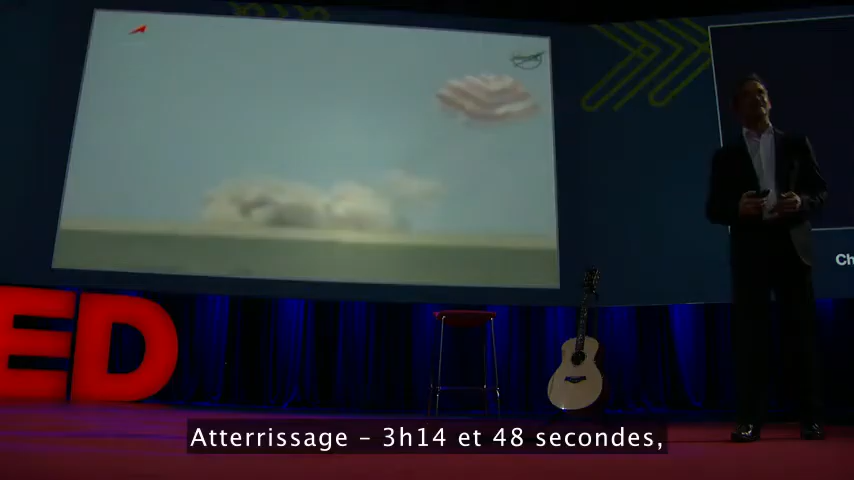 ED
Ch
Atterrissage – 3h14 et 48 secondes,